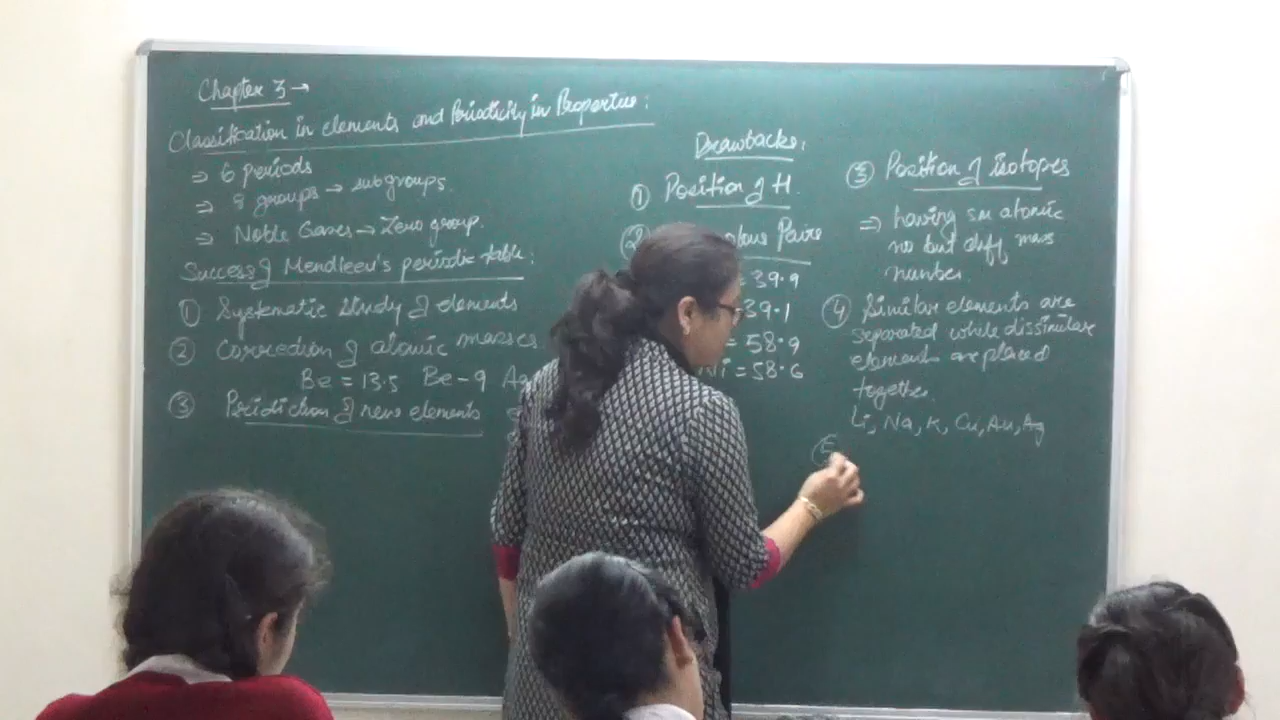 Chapter 3 →
Classification in elements and Periodicity in Properties:
⇒ 6 periods
⇒ 8 groups → subgroups.
⇒ Noble Gases → Zero group.
Success of Mendleev's periodic table:
① Systematic study of elements
② Correction of atomic masses
Be = 13.5 Be - 9
③ Peridiction of new elements
Drawbacks:
① Position of H.
② Pairs
= 39.9
39.1
= 58.9
Ni = 58.6
③ Position of isotopes
⇒ having sm atomic
no but diff mass
number.
④ Similar elements are
separated while dissimilar
elements are placed
together.
Li, Na, K, Cu, Au, Ag
⑤